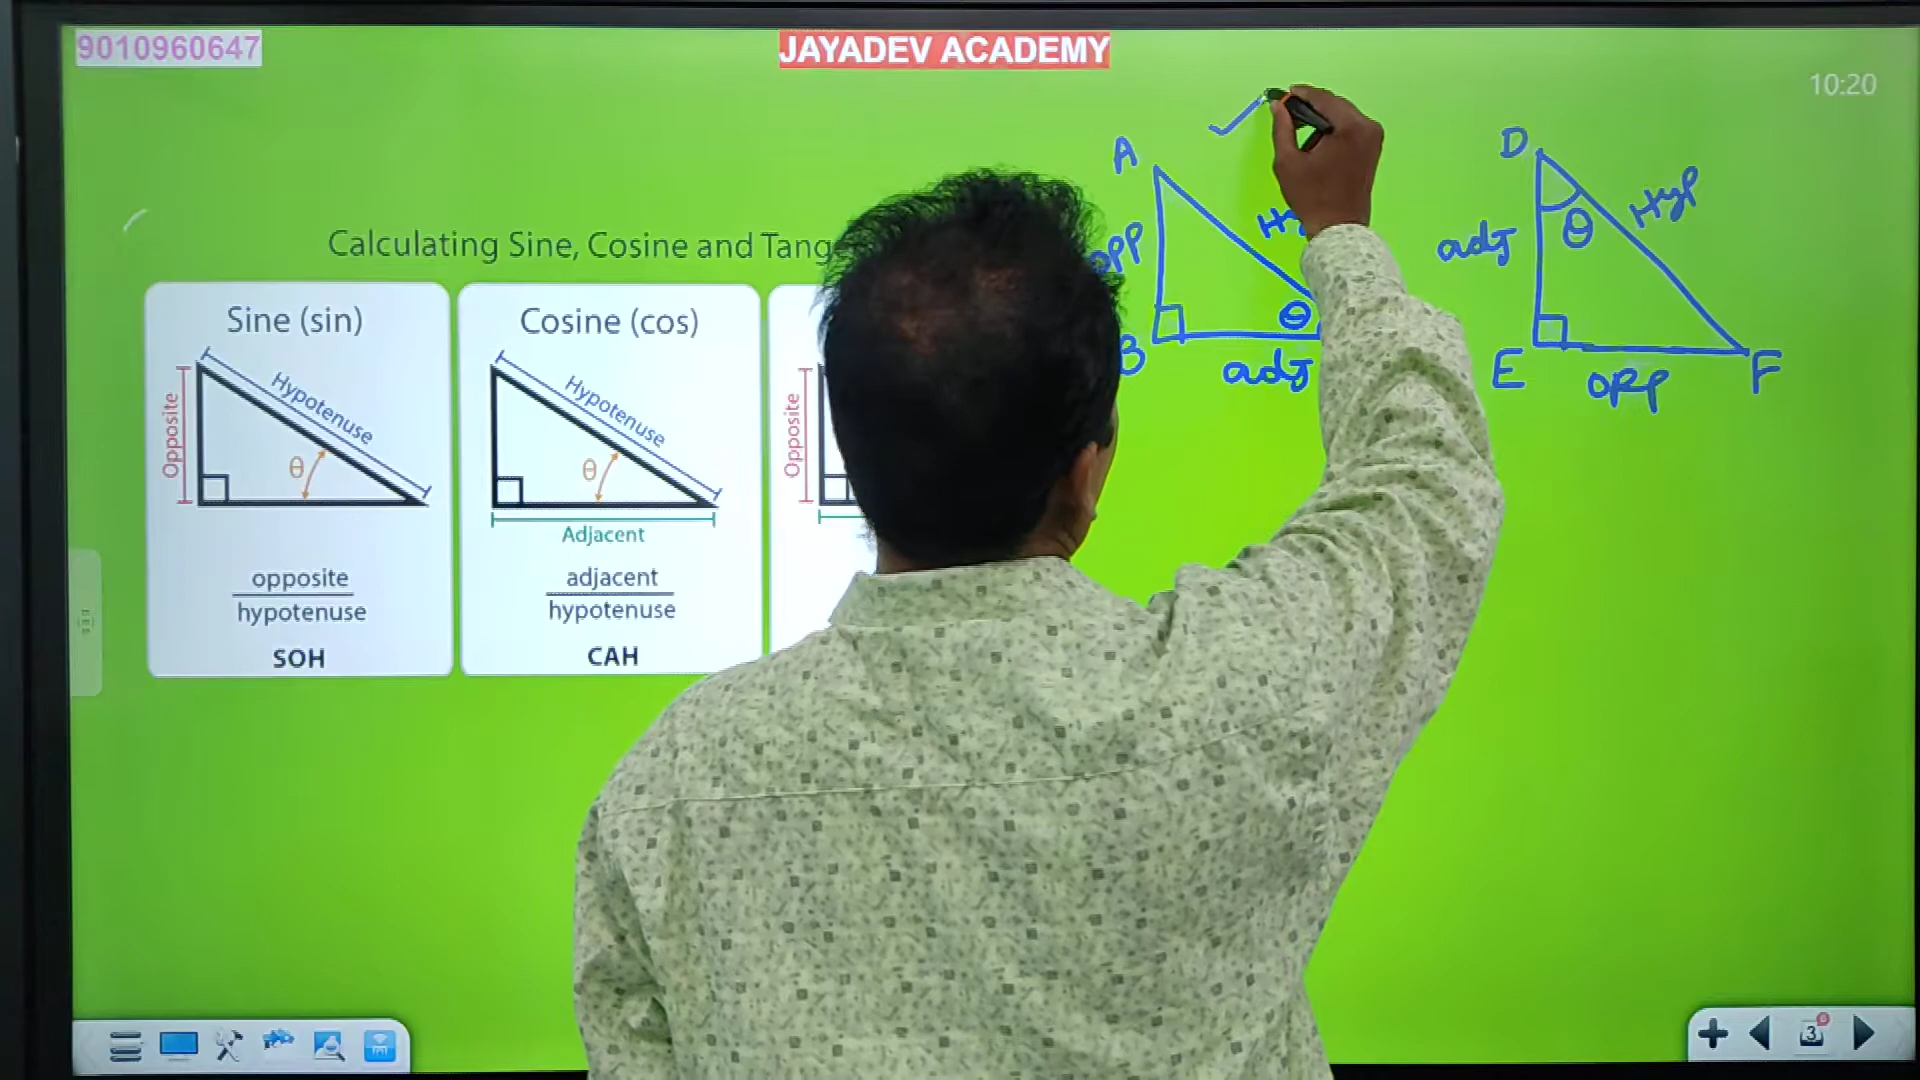 9010960647
JAYADEV ACADEMY
10:20
Calculating Sine, Cosine and
Sine (sin)
Opposite
Hypotenuse
θ
opposite
hypotenuse
SOH
Cosine (cos)
Hypotenuse
θ
Adjacent
adjacent
hypotenuse
CAH
Opposite
A
opp
B
θ
adj
D
adj
θ
Hyp
E
opp
F
3